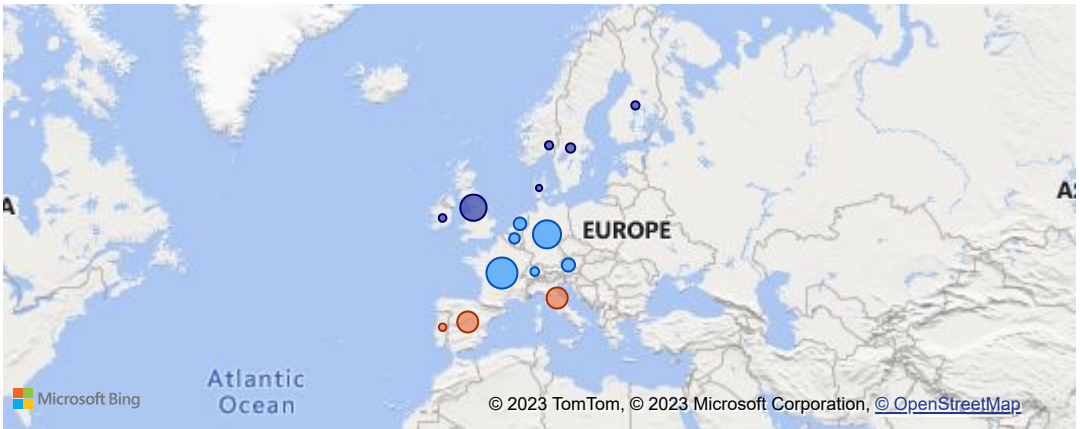 EUROPE
A
Atlantic
Ocean
Microsoft Bing
© 2023 TomTom, © 2023 Microsoft Corporation, © OpenStreetMap